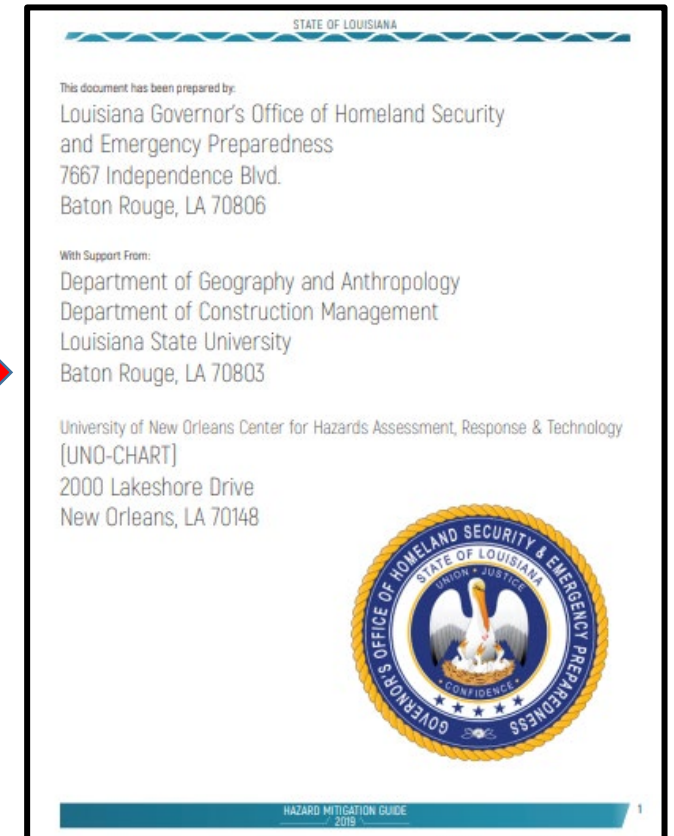 STATE OF LOUISIANA
This document has been prepared by:
Louisiana Governor's Office of Homeland Security
and Emergency Preparedness
7667 Independence Blvd.
Baton Rouge, LA 70806
With Support From:
Department of Geography and Anthropology
Department of Construction Management
Louisiana State University
Baton Rouge, LA 70803
University of New Orleans Center for Hazards Assessment, Response & Technology
(UNO-CHART)
2000 Lakeshore Drive
New Orleans, LA 70148
GOVERNOR'S OFFICE OF HOMELAND SECURITY & EMERGENCY PREPAREDNESS
STATE OF LOUISIANA
UNION • JUSTICE
• CONFIDENCE •
HAZARD MITIGATION GUIDE
2019
1